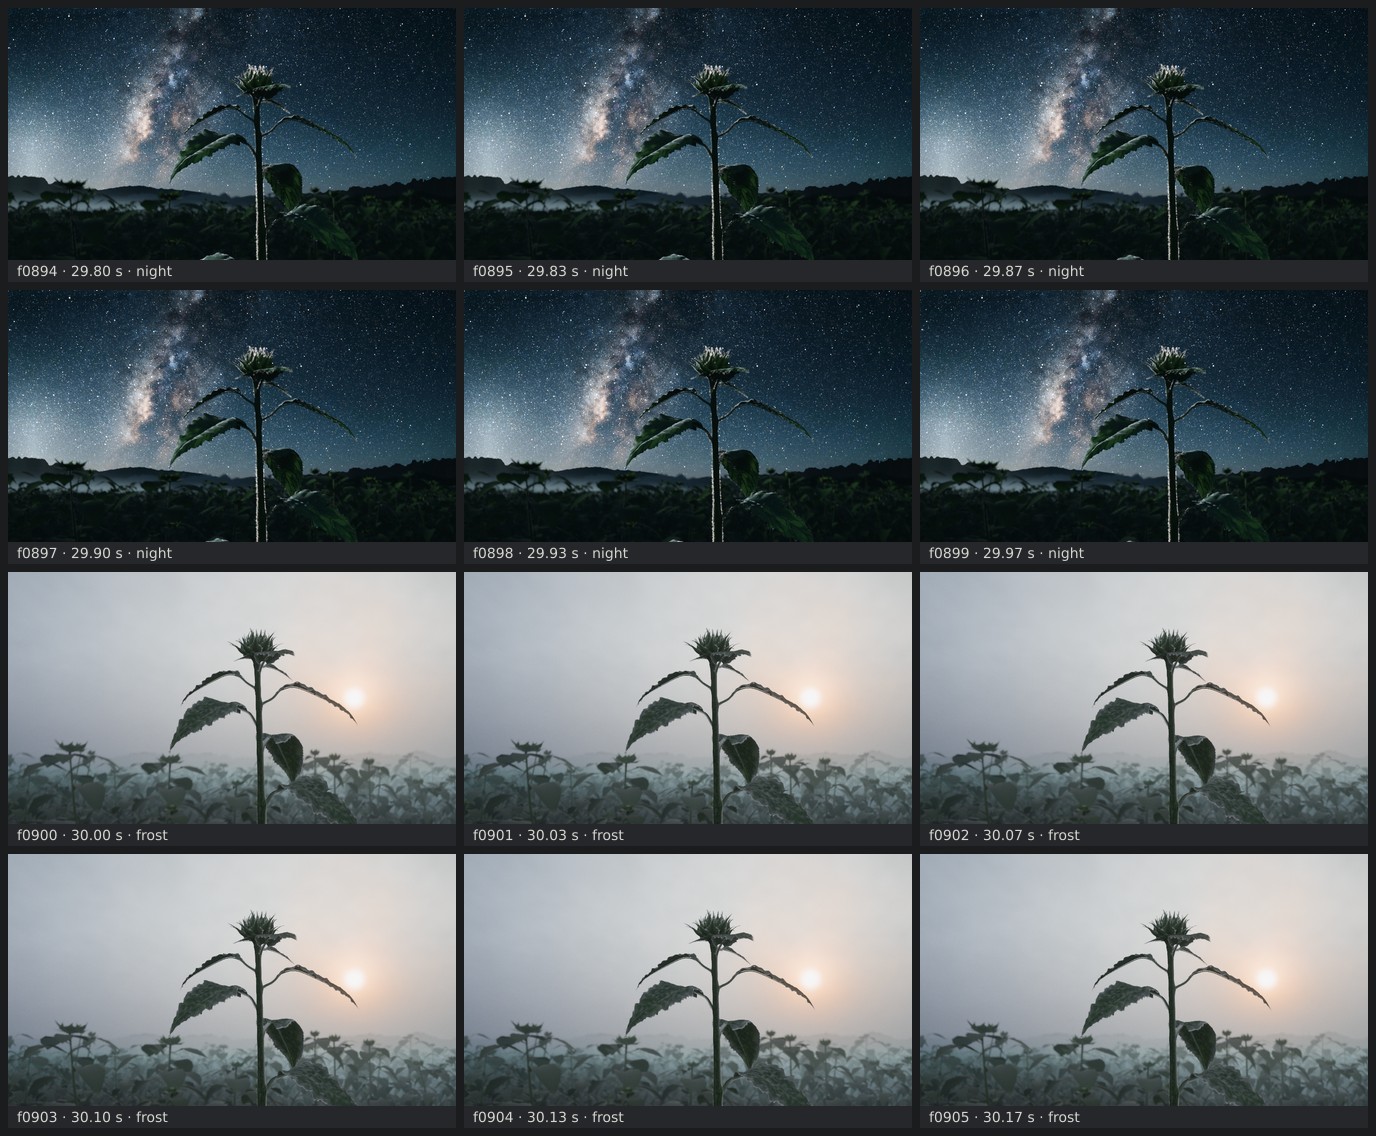 f0894 · 29.80 s · night
f0895 · 29.83 s · night
f0896 · 29.87 s · night
f0897 · 29.90 s · night
f0898 · 29.93 s · night
f0899 · 29.97 s · night
f0900 · 30.00 s · frost
f0901 · 30.03 s · frost
f0902 · 30.07 s · frost
f0903 · 30.10 s · frost
f0904 · 30.13 s · frost
f0905 · 30.17 s · frost